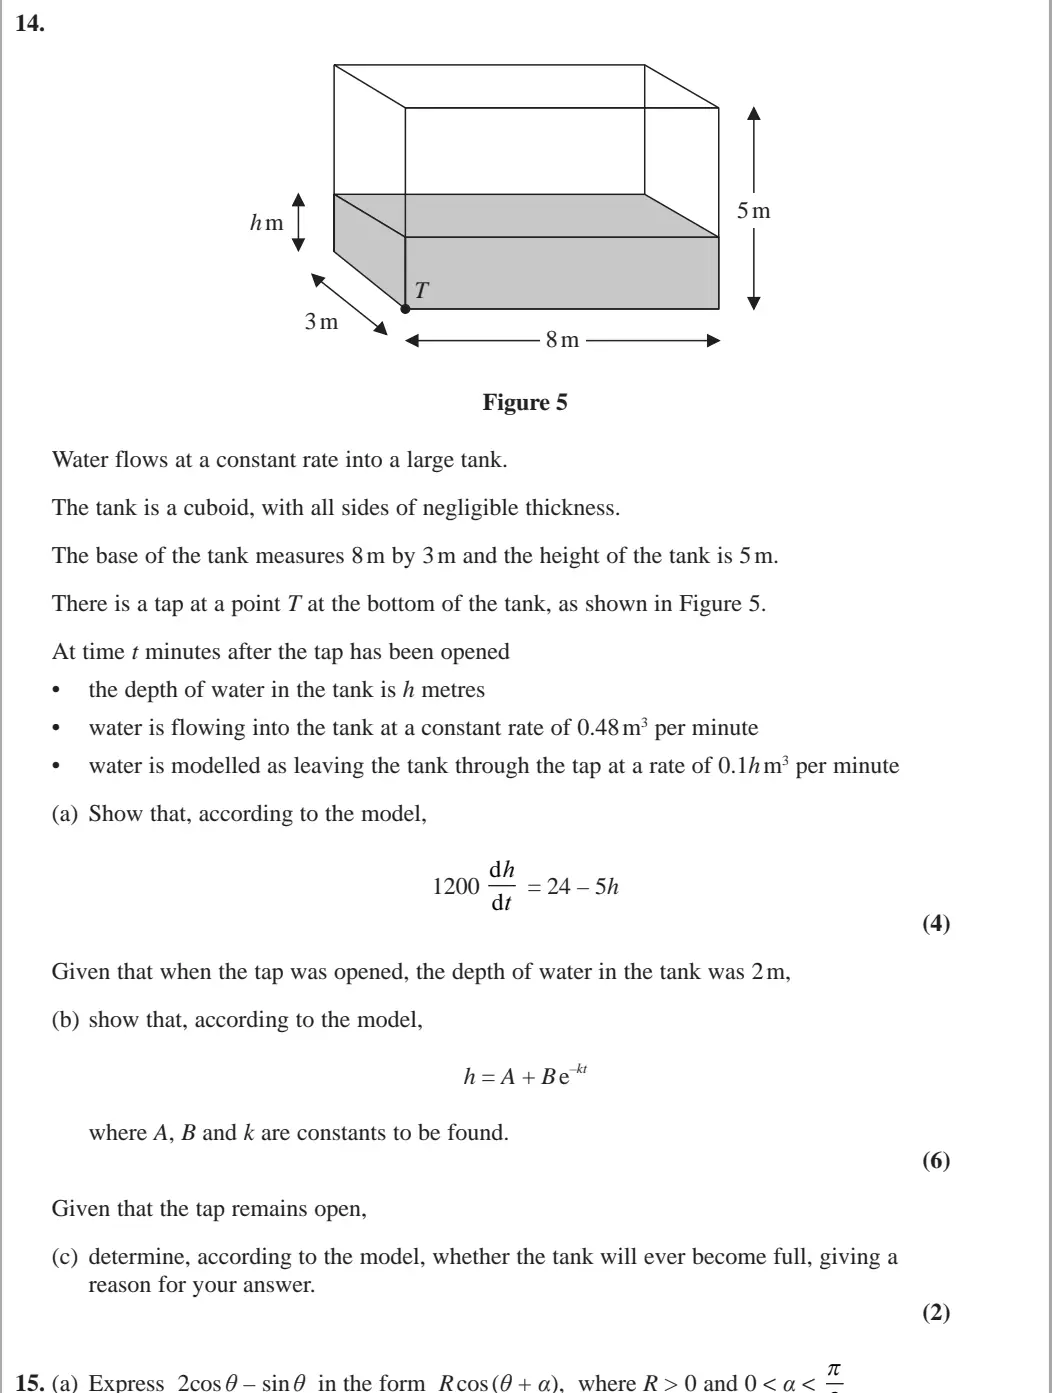 14.
5 m
h m
T
3 m
8 m
Figure 5
Water flows at a constant rate into a large tank.
The tank is a cuboid, with all sides of negligible thickness.
The base of the tank measures 8 m by 3 m and the height of the tank is 5 m.
There is a tap at a point T at the bottom of the tank, as shown in Figure 5.
At time t minutes after the tap has been opened
• the depth of water in the tank is h metres
• water is flowing into the tank at a constant rate of 0.48 m³ per minute
• water is modelled as leaving the tank through the tap at a rate of 0.1h m³ per minute
(a) Show that, according to the model,
1200 dh/dt = 24 – 5h
(4)
Given that when the tap was opened, the depth of water in the tank was 2 m,
(b) show that, according to the model,
h = A + Be⁻ᵏᵗ
where A, B and k are constants to be found.
(6)
Given that the tap remains open,
(c) determine, according to the model, whether the tank will ever become full, giving a
reason for your answer.
(2)
15. (a) Express 2cos θ – sin θ in the form R cos (θ + α), where R > 0 and 0 < α < π